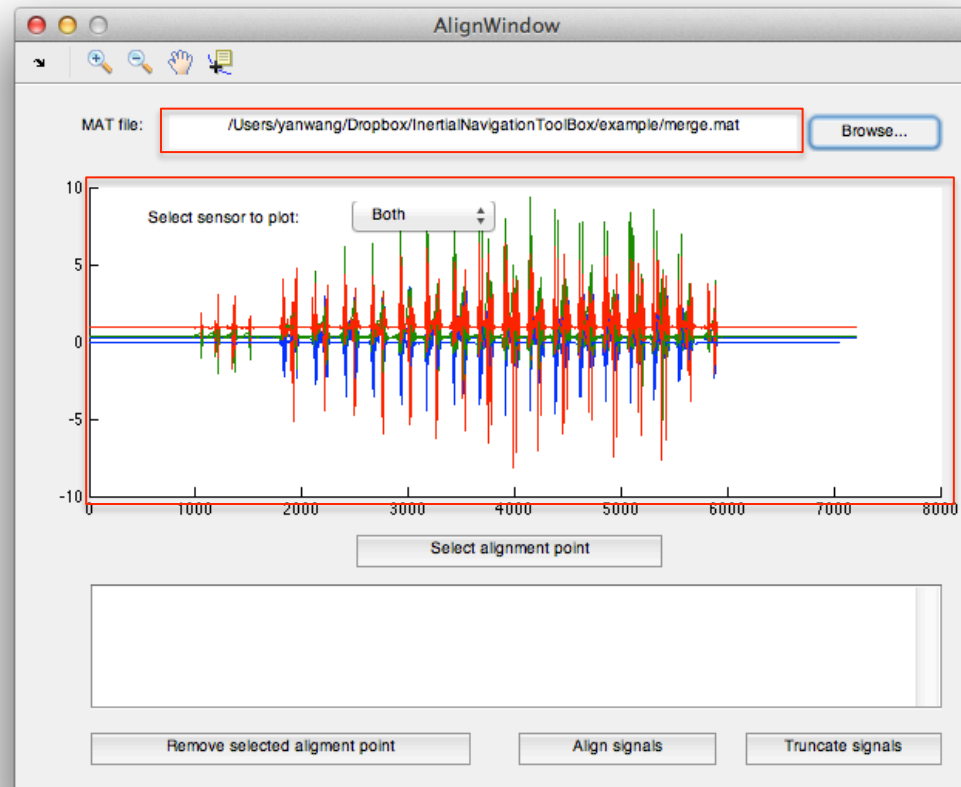 AlignWindow
MAT file: /Users/yanwang/Dropbox/InertialNavigationToolBox/example/merge.mat Browse...
10
Select sensor to plot: Both
5
0
-5
-10
0 1000 2000 3000 4000 5000 6000 7000 8000
Select alignment point
Remove selected aligment point Align signals Truncate signals